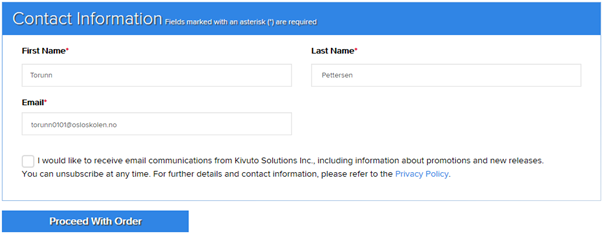 Contact Information Fields marked with an asterisk (*) are required
First Name* Last Name*
Torunn Pettersen
Email*
torunn0101@osloskolen.no
I would like to receive email communications from Kivuto Solutions Inc., including information about promotions and new releases.
You can unsubscribe at any time. For further details and contact information, please refer to the Privacy Policy.
Proceed With Order